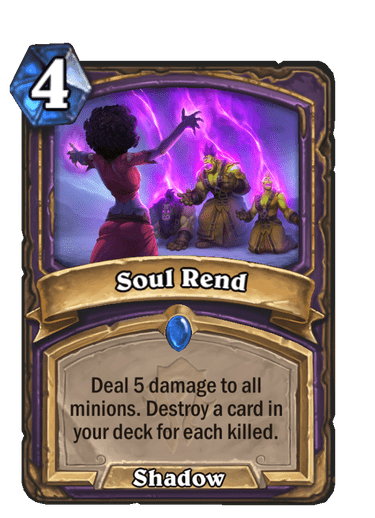 4
Soul Rend
Deal 5 damage to all
minions. Destroy a card in
your deck for each killed.
Shadow